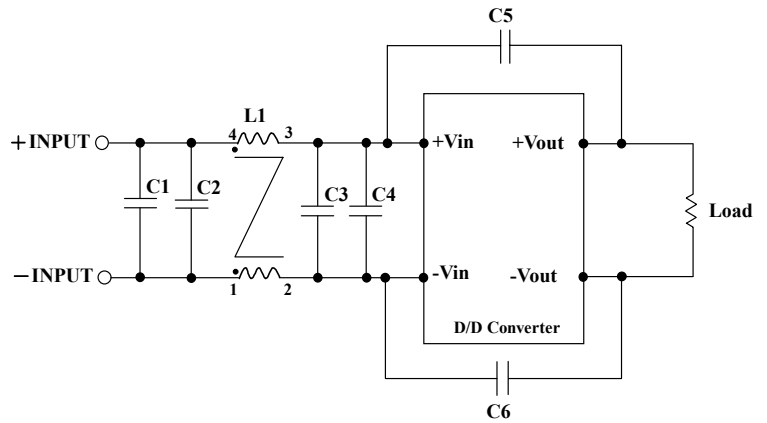 C5
L1
+INPUT
4
3
+Vin
+Vout
C1
C2
C3
C4
Load
-INPUT
1
2
-Vin
-Vout
D/D Converter
C6